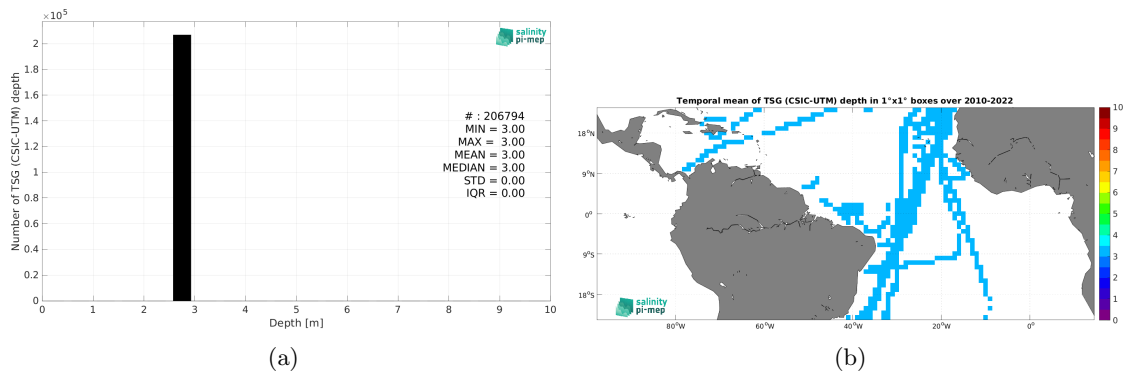 ×10⁵
2
1.8
1.6
1.4
1.2
1
0.8
0.6
0.4
0.2
0
Number of TSG (CSIC-UTM) depth
salinity
pi-mep
# : 206794
MIN = 3.00
MAX = 3.00
MEAN = 3.00
MEDIAN = 3.00
STD = 0.00
IQR = 0.00
0 1 2 3 4 5 6 7 8 9 10
Depth [m]
(a)
Temporal mean of TSG (CSIC-UTM) depth in 1°x1° boxes over 2010-2022
18°N
9°N
0°
9°S
18°S
salinity
pi-mep
80°W 60°W 40°W 20°W 0°
10
9
8
7
6
5
4
3
2
1
0
(b)